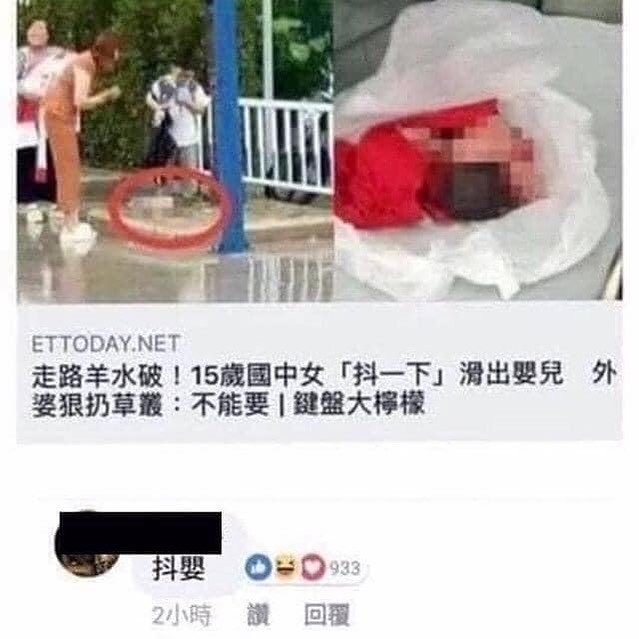 ETTODAY.NET
走路羊水破！15歲國中女「抖一下」滑出嬰兒　外
婆狠扔草叢：不能要 | 鍵盤大檸檬
抖嬰
933
2小時 讚 回覆